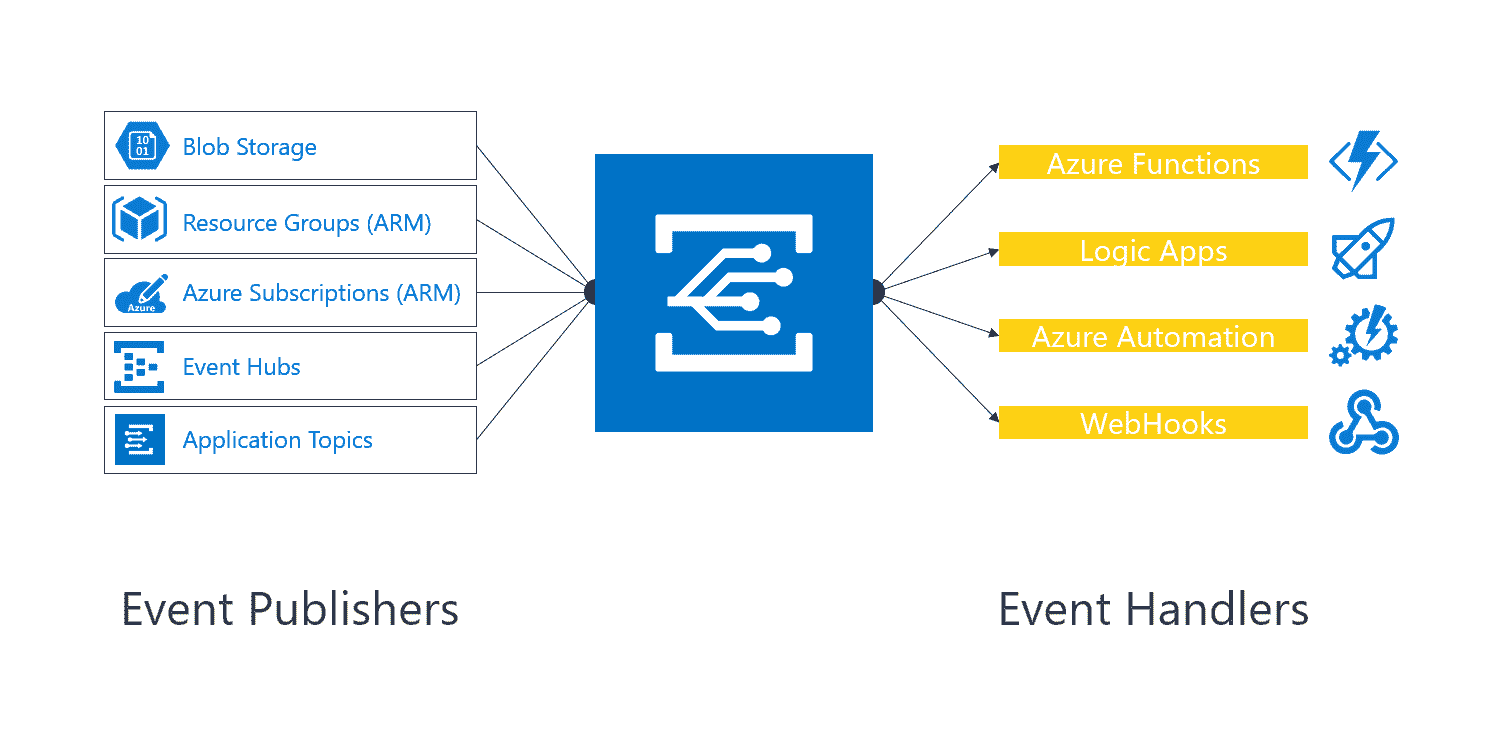 10
01
Blob Storage
Resource Groups (ARM)
Azure
Azure Subscriptions (ARM)
Event Hubs
Application Topics
Azure Functions
Logic Apps
Azure Automation
WebHooks
Event Publishers
Event Handlers